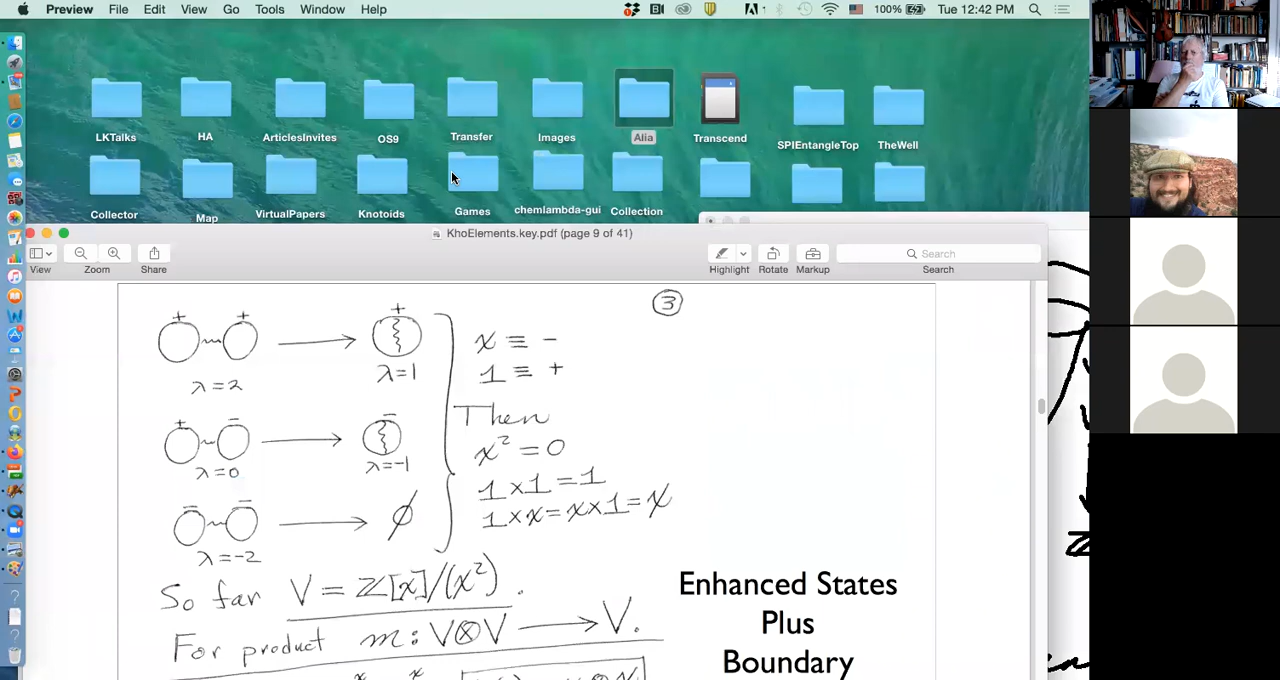 Preview File Edit View Go Tools Window Help 100% Tue 12:42 PM
LKTalks HA ArticlesInvites OS9 Transfer Images Alia Transcend SPIEntangleTop TheWell
Collector Map VirtualPapers Knotoids Games chemlambda-gui Collection
KhoElements.key.pdf (page 9 of 41)
Search
View Zoom Share Highlight Rotate Markup Search
③
+ + → +
λ=2 λ=1
x ≡ -
1 ≡ +
+ - → -
λ=0 λ=-1
Then
x² = 0
1×1=1
1×x=x×1=x
- - → ∅
λ=-2
So far V = Z[x]/(x²).
For product m: V⊗V → V.
Enhanced States
Plus
Boundary